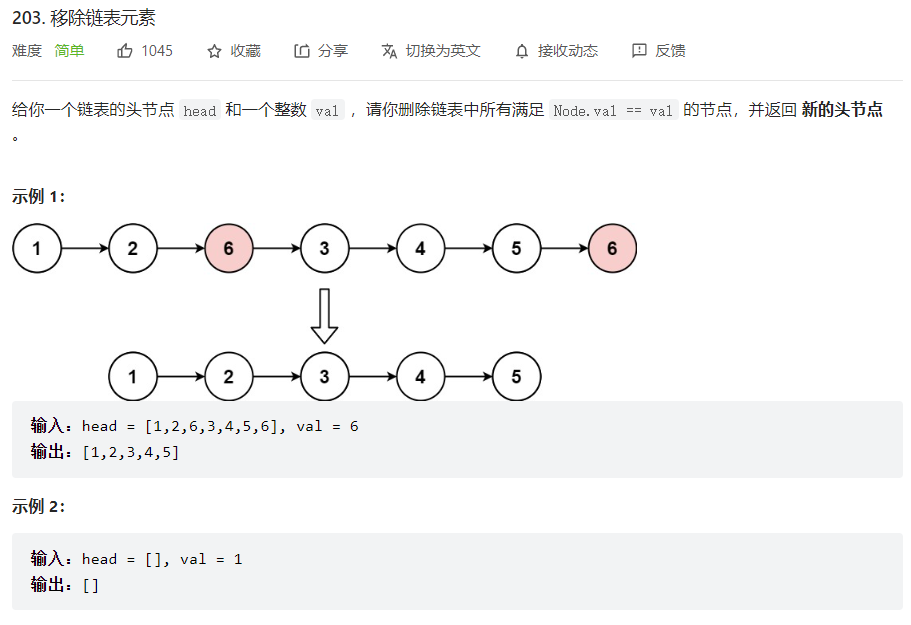 203. 移除链表元素
难度 简单 1045 收藏 分享 切换为英文 接收动态 反馈
给你一个链表的头节点 head 和一个整数 val ，请你删除链表中所有满足 Node.val == val 的节点，并返回 新的头节点
。
示例 1：
1 2 6 3 4 5 6
1 2 3 4 5
输入：head = [1,2,6,3,4,5,6], val = 6
输出：[1,2,3,4,5]
示例 2：
输入：head = [], val = 1
输出：[]